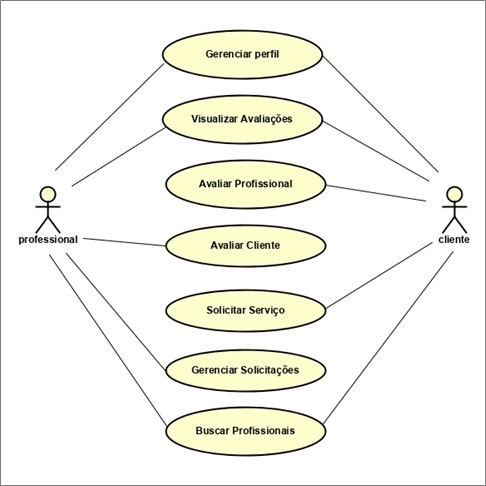 Gerenciar perfil
Visualizar Avaliações
Avaliar Profissional
professional
cliente
Avaliar Cliente
Solicitar Serviço
Gerenciar Solicitações
Buscar Profissionais